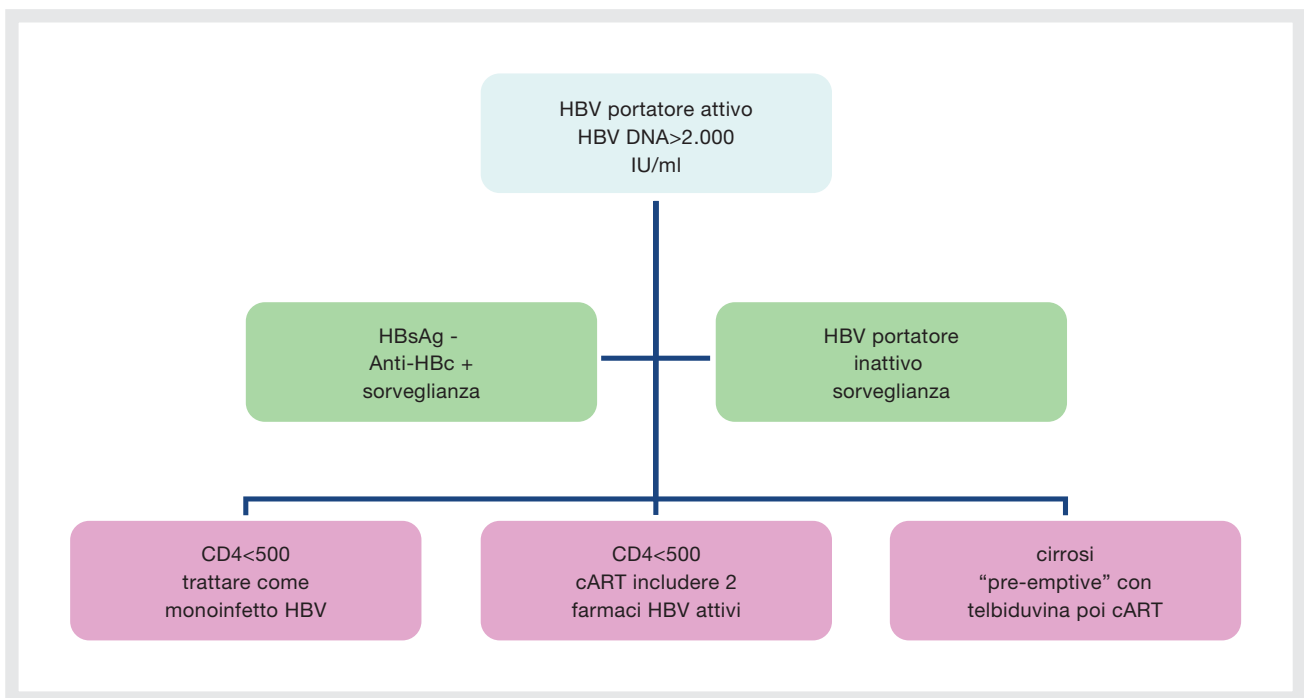 HBV portatore attivo
HBV DNA>2.000
IU/ml
HBsAg -
Anti-HBc +
sorveglianza
HBV portatore
inattivo
sorveglianza
CD4<500
trattare come
monoinfetto HBV
CD4<500
cART includere 2
farmaci HBV attivi
cirrosi
“pre-emptive” con
telbiduvina poi cART